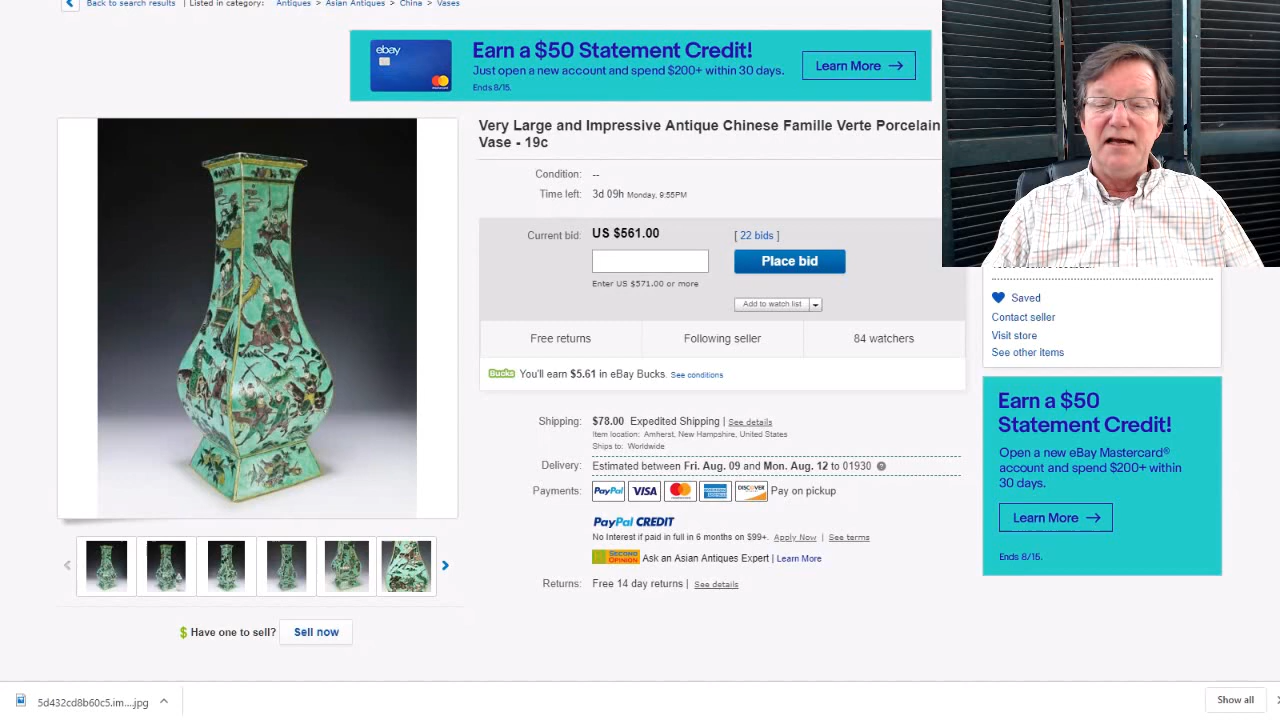 Back to search results | Listed in category: Antiques > Asian Antiques > China > Vases
ebay
Earn a $50 Statement Credit!
Just open a new account and spend $200+ within 30 days.
Ends 8/15.
Learn More →
Very Large and Impressive Antique Chinese Famille Verte Porcelain
Vase - 19c
Condition: --
Time left: 3d 09h Monday, 9:55PM
Current bid: US $561.00 [ 22 bids ]
Place bid
Enter US $571.00 or more
Add to watch list
Free returns
Following seller
84 watchers
Bucks You'll earn $5.61 in eBay Bucks. See conditions
Shipping: $78.00 Expedited Shipping | See details
Item location: Amherst, New Hampshire, United States
Ships to: Worldwide
Delivery: Estimated between Fri. Aug. 09 and Mon. Aug. 12 to 01930
Payments: PayPal VISA DISCOVER Pay on pickup
PayPal CREDIT
No Interest if paid in full in 6 months on $99+. Apply Now | See terms
SECOND OPINION Ask an Asian Antiques Expert | Learn More
Returns: Free 14 day returns | See details
Saved
Contact seller
Visit store
See other items
Earn a $50
Statement Credit!
Open a new eBay Mastercard®
account and spend $200+ within
30 days.
Learn More →
Ends 8/15.
$ Have one to sell? Sell now
5d432cd8b60c5.im....jpg
Show all